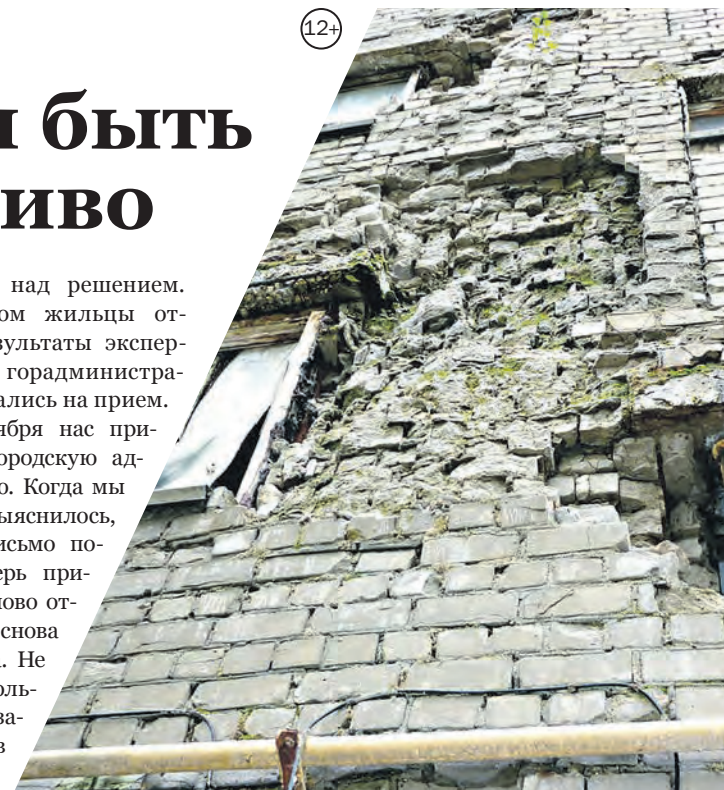 12+
быть
иво
над решением.
ом жильцы от-
зультаты экспер-
горадминистра-
ались на прием.
ября нас при-
ородскую ад-
о. Когда мы
ыяснилось,
исьмо по-
ерь при-
ново от-
снова
. Не
оль-
ва-
в